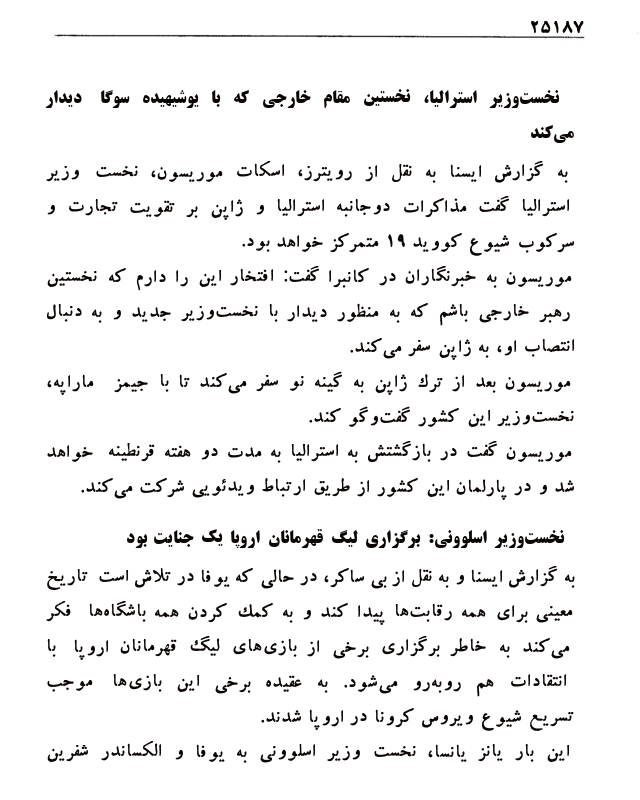 ۲۵۱۸۷
نخست‌وزیر استرالیا، نخستین مقام خارجی که با یوشیهیده سوگا دیدار
می‌کند
به گزارش ایسنا به نقل از رویترز، اسکات موریسون، نخست وزیر
استرالیا گفت مذاکرات دوجانبه استرالیا و ژاپن بر تقویت تجارت و
سرکوب شیوع کووید ۱۹ متمرکز خواهد بود.
موریسون به خبرنگاران در کانبرا گفت: افتخار این را دارم که نخستین
رهبر خارجی باشم که به منظور دیدار با نخست‌وزیر جدید و به دنبال
انتصاب او، به ژاپن سفر می‌کند.
موریسون بعد از ترك ژاپن به گینه نو سفر می‌کند تا با جیمز ماراپه،
نخست‌وزیر این کشور گفت‌وگو کند.
موریسون گفت در بازگشتش به استرالیا به مدت دو هفته قرنطینه خواهد
شد و در پارلمان این کشور از طریق ارتباط ویدئویی شرکت می‌کند.
نخست‌وزیر اسلوونی: برگزاری لیگ قهرمانان اروپا یک جنایت بود
به گزارش ایسنا و به نقل از بی ساکر، در حالی که یوفا در تلاش است تاریخ
معینی برای همه رقابت‌ها پیدا کند و به کمك کردن همه باشگاه‌ها فکر
می‌کند به خاطر برگزاری برخی از بازی‌های لیگ قهرمانان اروپا با
انتقادات هم روبه‌رو می‌شود. به عقیده برخی این بازی‌ها موجب
تسریع شیوع ویروس کرونا در اروپا شدند.
این بار یانز یانسا، نخست وزیر اسلوونی به یوفا و الکساندر شفرین